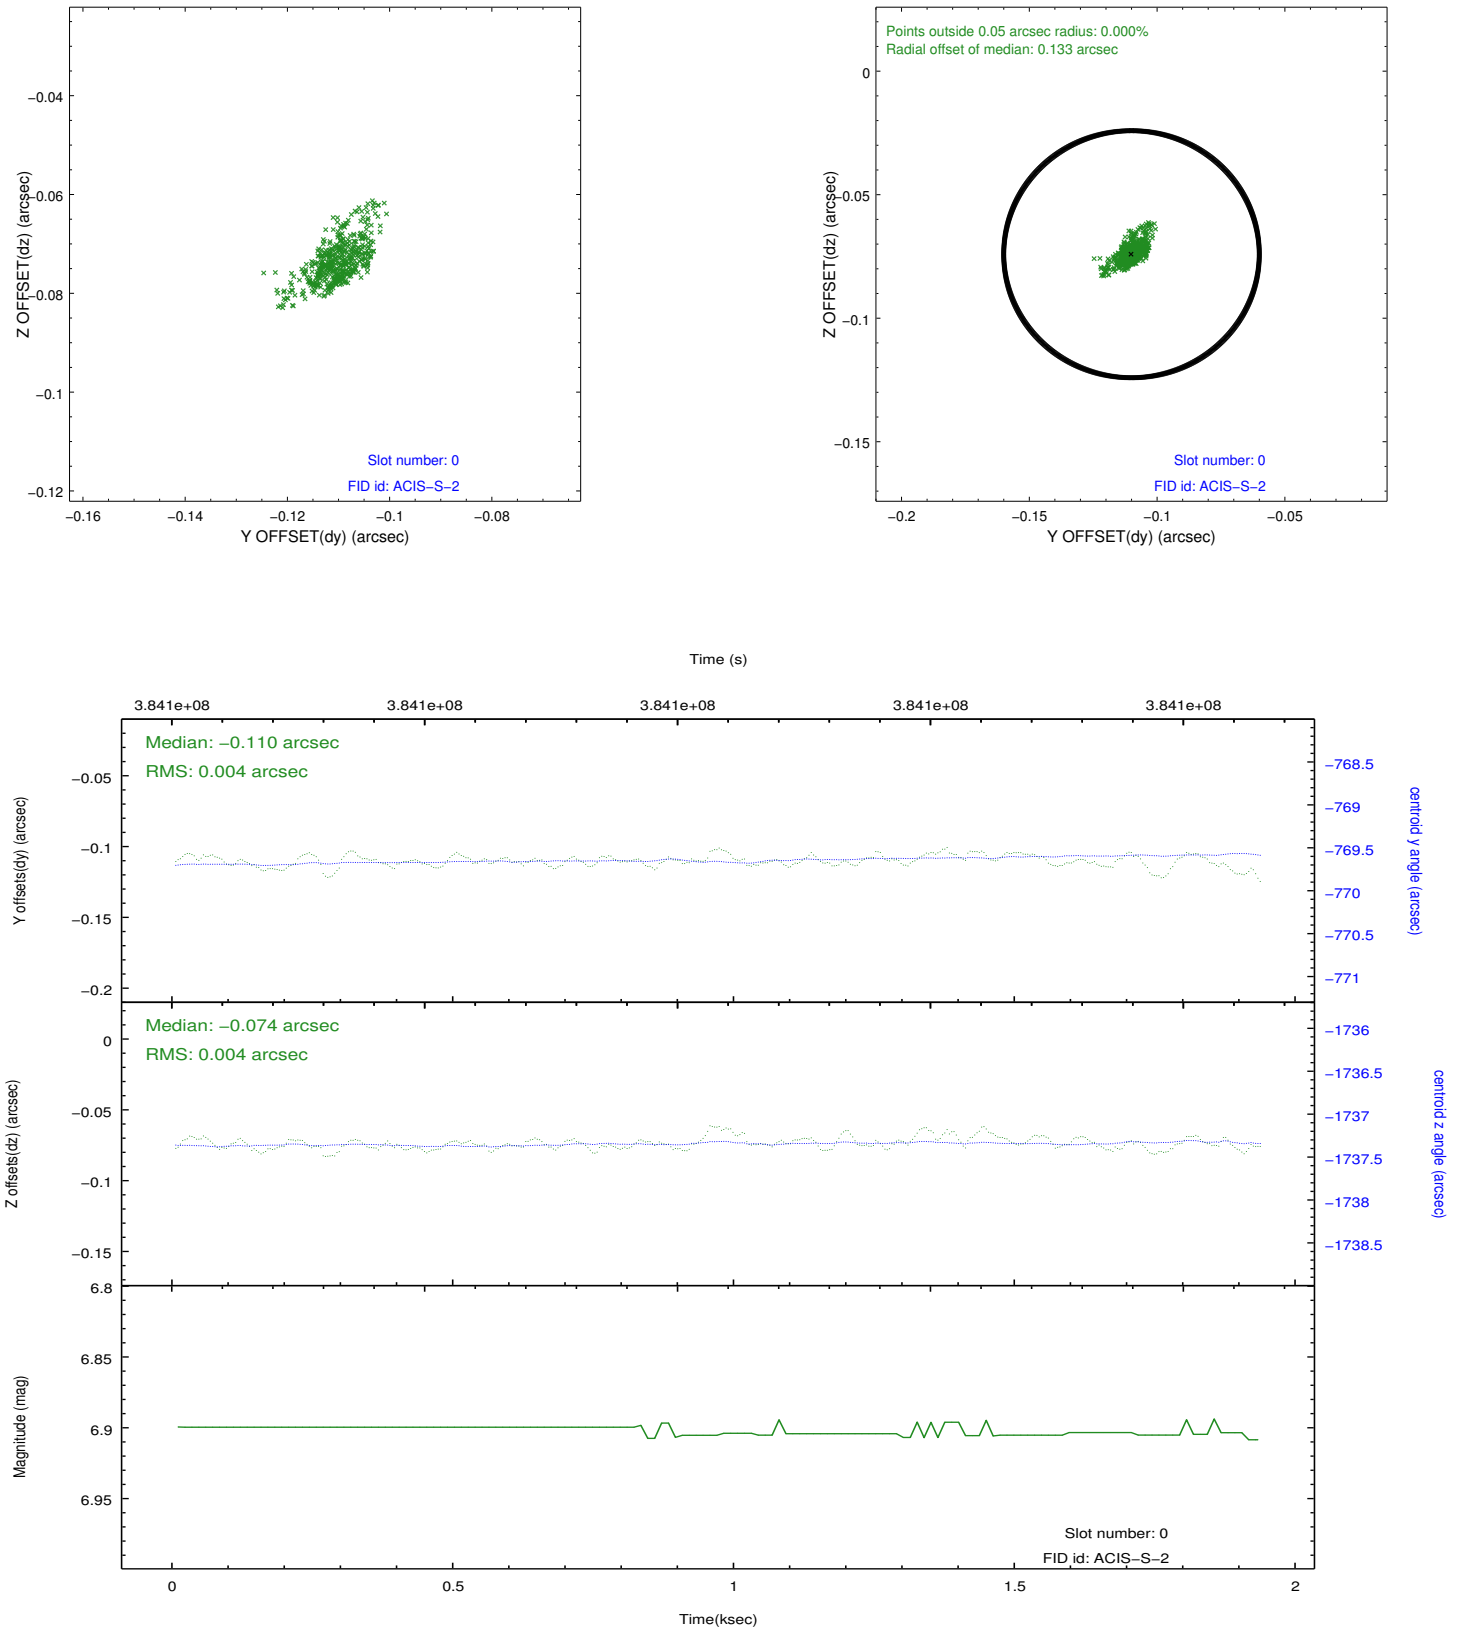 −0.04
−0.06
−0.08
−0.1
−0.12
Z OFFSET(dz) (arcsec)
Slot number: 0
FID id: ACIS−S−2
−0.16
−0.14
−0.12
−0.1
−0.08
Y OFFSET(dy) (arcsec)
Points outside 0.05 arcsec radius: 0.000%
Radial offset of median: 0.133 arcsec
0
−0.05
−0.1
−0.15
Z OFFSET(dz) (arcsec)
Slot number: 0
FID id: ACIS−S−2
−0.2
−0.15
−0.1
−0.05
Y OFFSET(dy) (arcsec)
Time (s)
3.841e+08
3.841e+08
3.841e+08
3.841e+08
3.841e+08
Median: −0.110 arcsec
RMS: 0.004 arcsec
−0.05
−0.1
−0.15
−0.2
Y offsets(dy) (arcsec)
−768.5
−769
−769.5
−770
−770.5
−771
centroid y angle (arcsec)
Median: −0.074 arcsec
RMS: 0.004 arcsec
0
−0.05
−0.1
−0.15
Z offsets(dz) (arcsec)
−1736
−1736.5
−1737
−1737.5
−1738
−1738.5
centroid z angle (arcsec)
6.8
6.85
6.9
6.95
Magnitude (mag)
Slot number: 0
FID id: ACIS−S−2
0
0.5
1
1.5
2
Time(ksec)